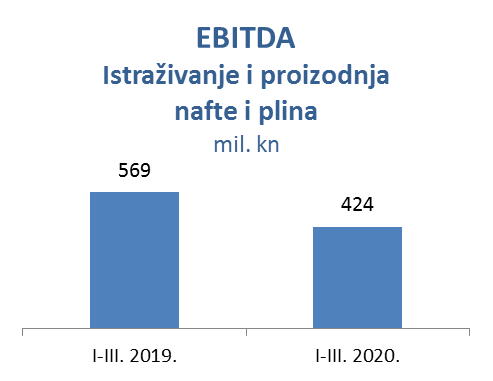 EBITDA
Istraživanje i proizodnja
nafte i plina
mil. kn
569
424
I-III. 2019.
I-III. 2020.